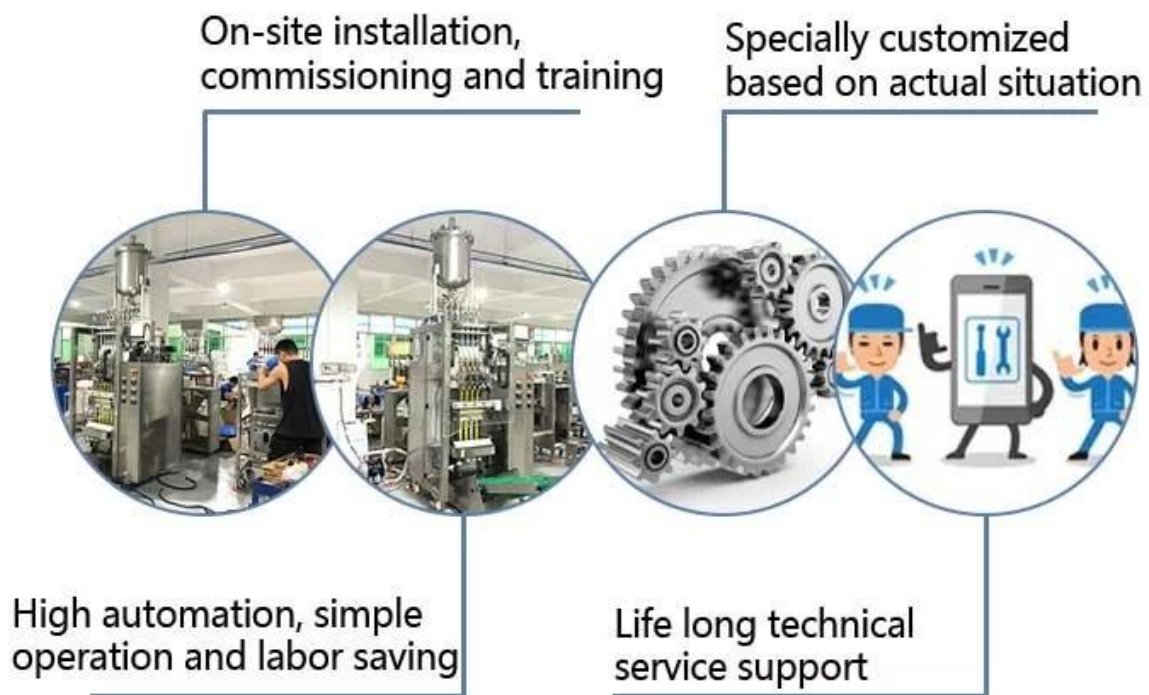 On-site installation,
commissioning and training
Specially customized
based on actual situation
High automation, simple
operation and labor saving
Life long technical
service support